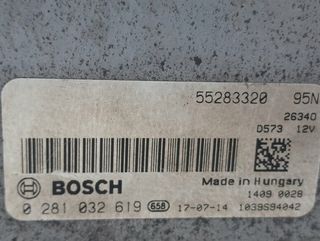 55283320 95N
26340
D573 12V
BOSCH
Made in Hungary
1409 0028
0 281 032 619 658 17-07-14 1039S94042